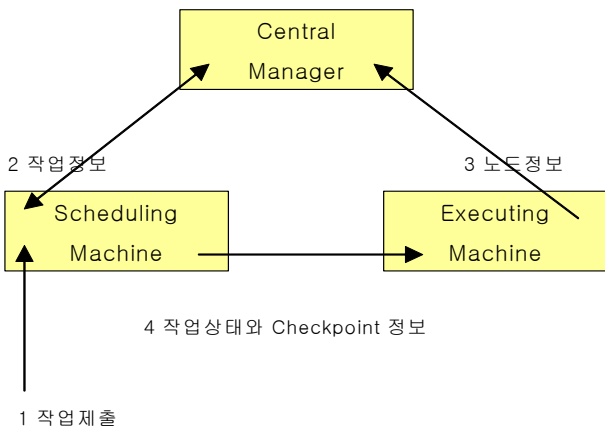 Central
Manager
2 작업정보
3 노드정보
Scheduling
Machine
Executing
Machine
4 작업상태와 Checkpoint 정보
1 작업제출